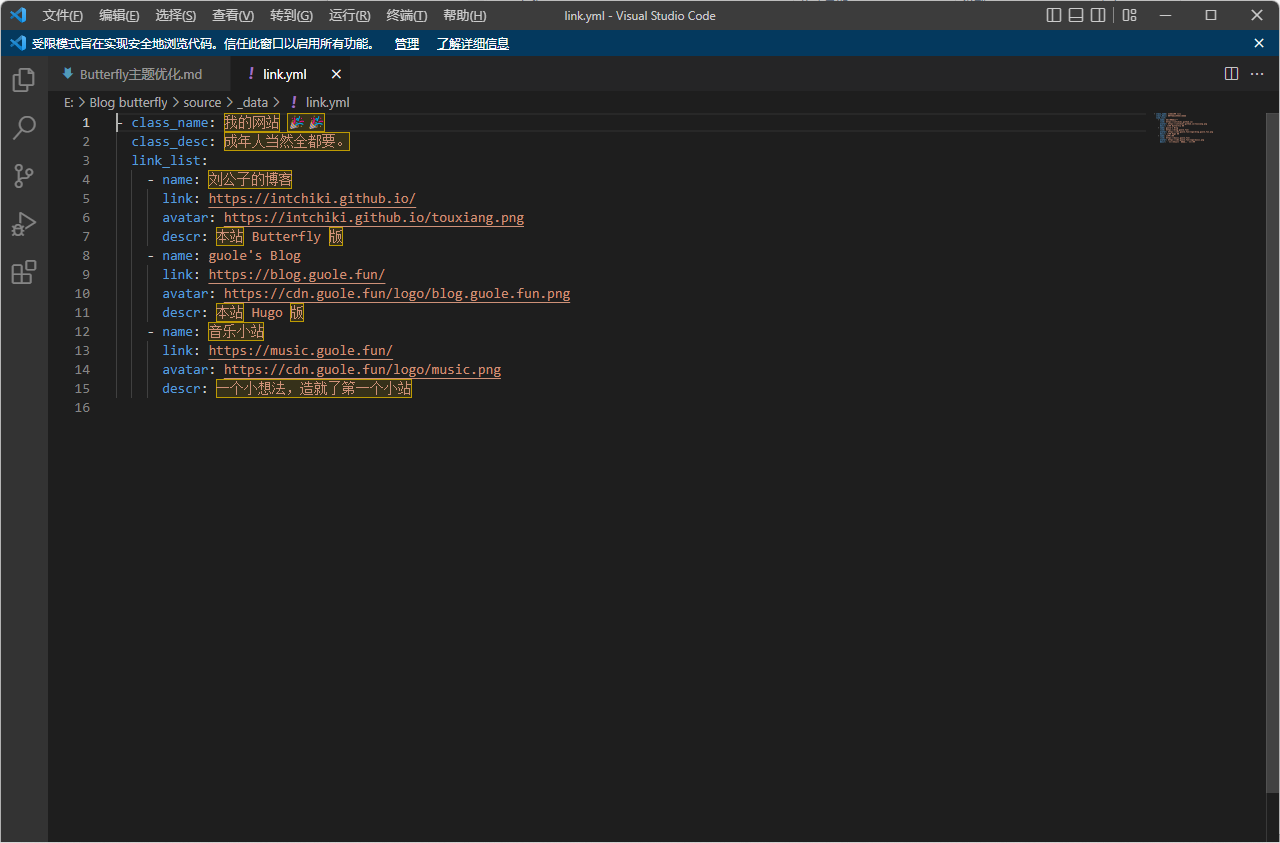 文件(F) 编辑(E) 选择(S) 查看(V) 转到(G) 运行(R) 终端(T) 帮助(H) link.yml - Visual Studio Code
受限模式旨在实现安全地浏览代码。信任此窗口以启用所有功能。 管理 了解详细信息
Butterfly主题优化.md ! link.yml
E: > Blog butterfly > source > _data > ! link.yml
1 - class_name: 我的网站 🎉🎉
2 class_desc: 成年人当然全都要。
3 link_list:
4 - name: 刘公子的博客
5 link: https://intchiki.github.io/
6 avatar: https://intchiki.github.io/touxiang.png
7 descr: 本站 Butterfly 版
8 - name: guole's Blog
9 link: https://blog.guole.fun/
10 avatar: https://cdn.guole.fun/logo/blog.guole.fun.png
11 descr: 本站 Hugo 版
12 - name: 音乐小站
13 link: https://music.guole.fun/
14 avatar: https://cdn.guole.fun/logo/music.png
15 descr: 一个小想法，造就了第一个小站
16